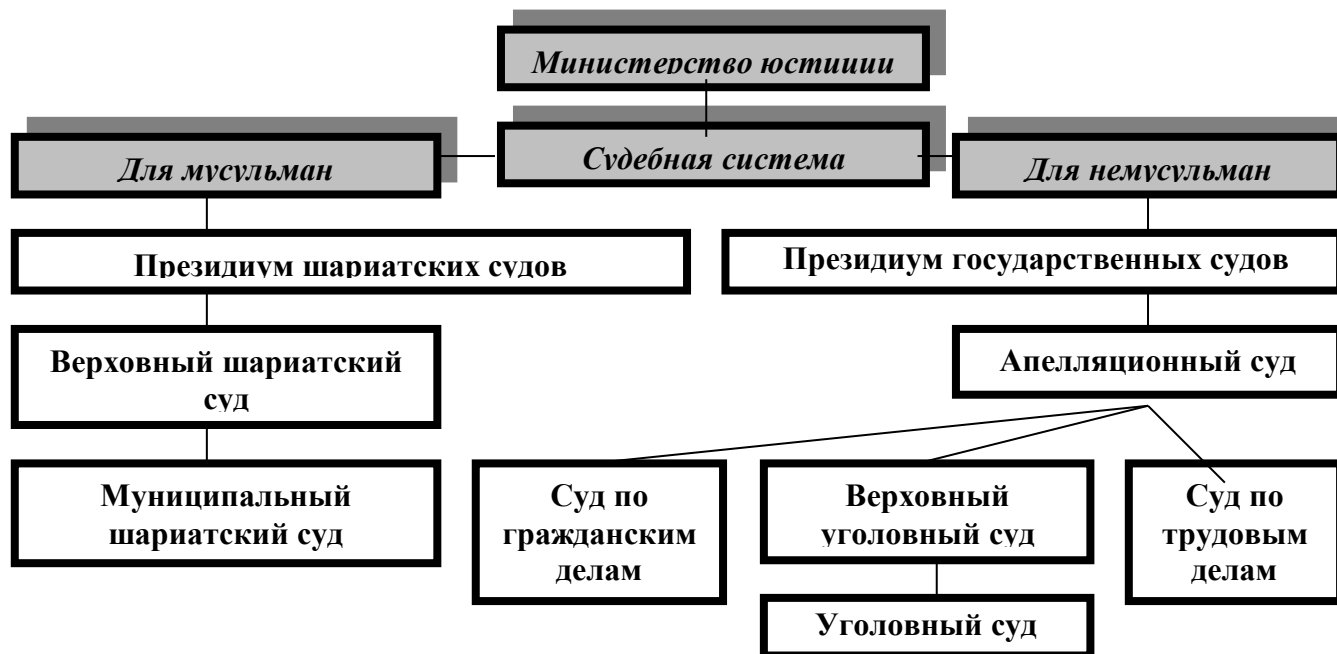 Министерство юстиции
Судебная система
Для мусульман
Для немусульман
Президиум шариатских судов
Президиум государственных судов
Верховный шариатский
суд
Апелляционный суд
Муниципальный
шариатский суд
Суд по
гражданским
делам
Верховный
уголовный суд
Суд по
трудовым
делам
Уголовный суд